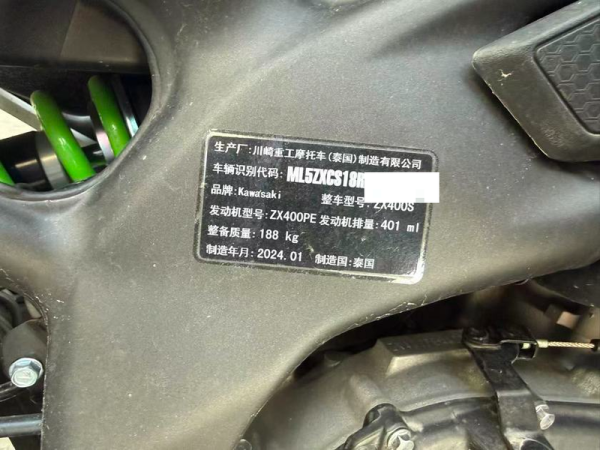 生产厂:川崎重工摩托车(泰国)制造有限公司
车辆识别代码: ML5ZXCS18R
品牌:Kawasaki 整车型号: ZX400S
发动机型号:ZX400PE 发动机排量:401 ml
整备质量:188 kg
制造年月:2024.01 制造国:泰国